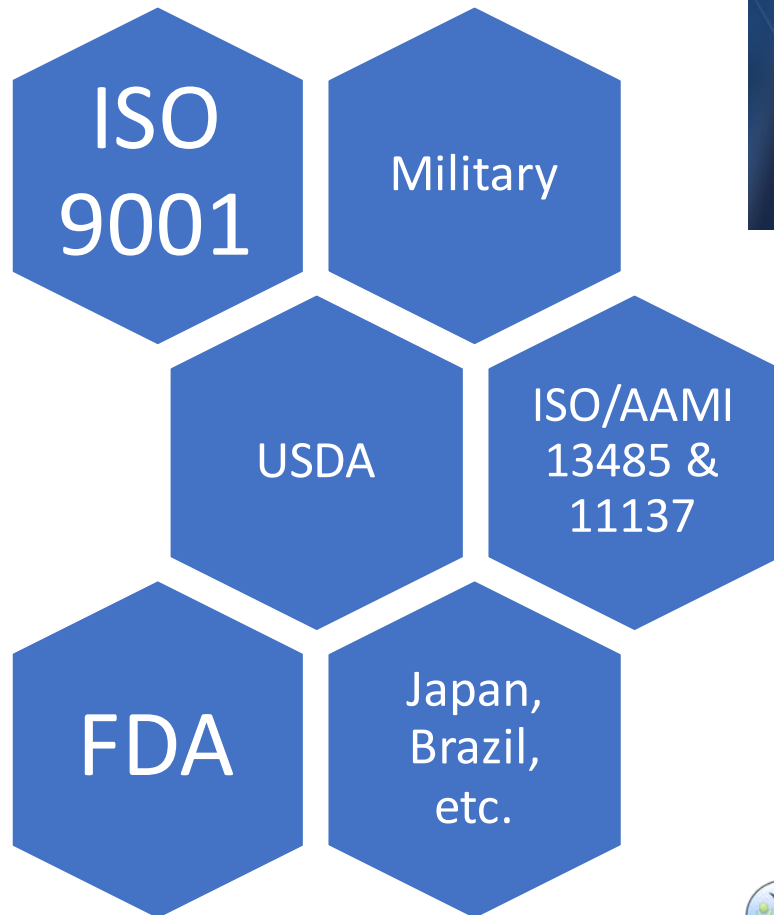 ISO
9001
Military
USDA
ISO/AAMI
13485 &
11137
FDA
Japan,
Brazil,
etc.